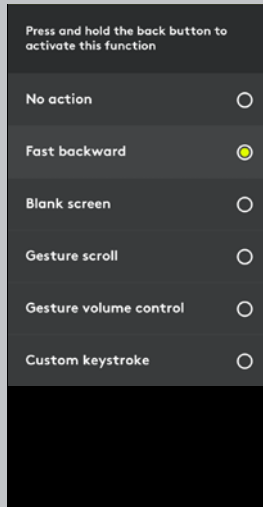 Press and hold the back button to
activate this function
No action
Fast backward
Blank screen
Gesture scroll
Gesture volume control
Custom keystroke